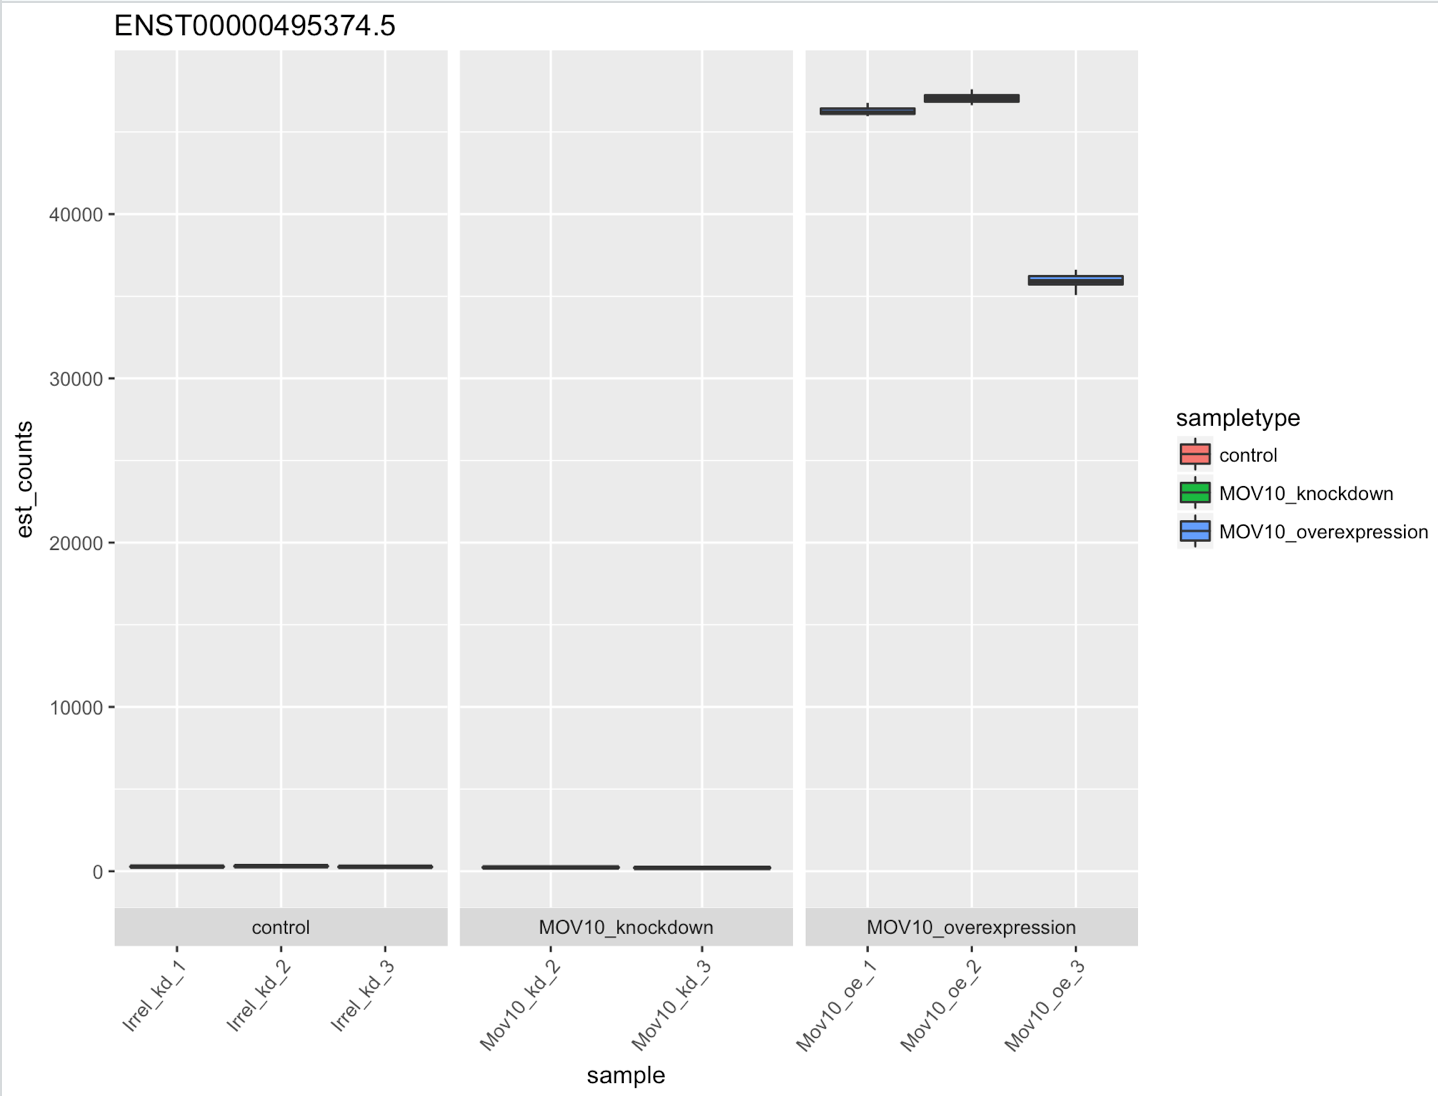 ENST00000495374.5
est_counts
40000
30000
20000
10000
0
control
MOV10_knockdown
MOV10_overexpression
Irrel_kd_1
Irrel_kd_2
Irrel_kd_3
Mov10_kd_2
Mov10_kd_3
Mov10_oe_1
Mov10_oe_2
Mov10_oe_3
sample
sampletype
control
MOV10_knockdown
MOV10_overexpression